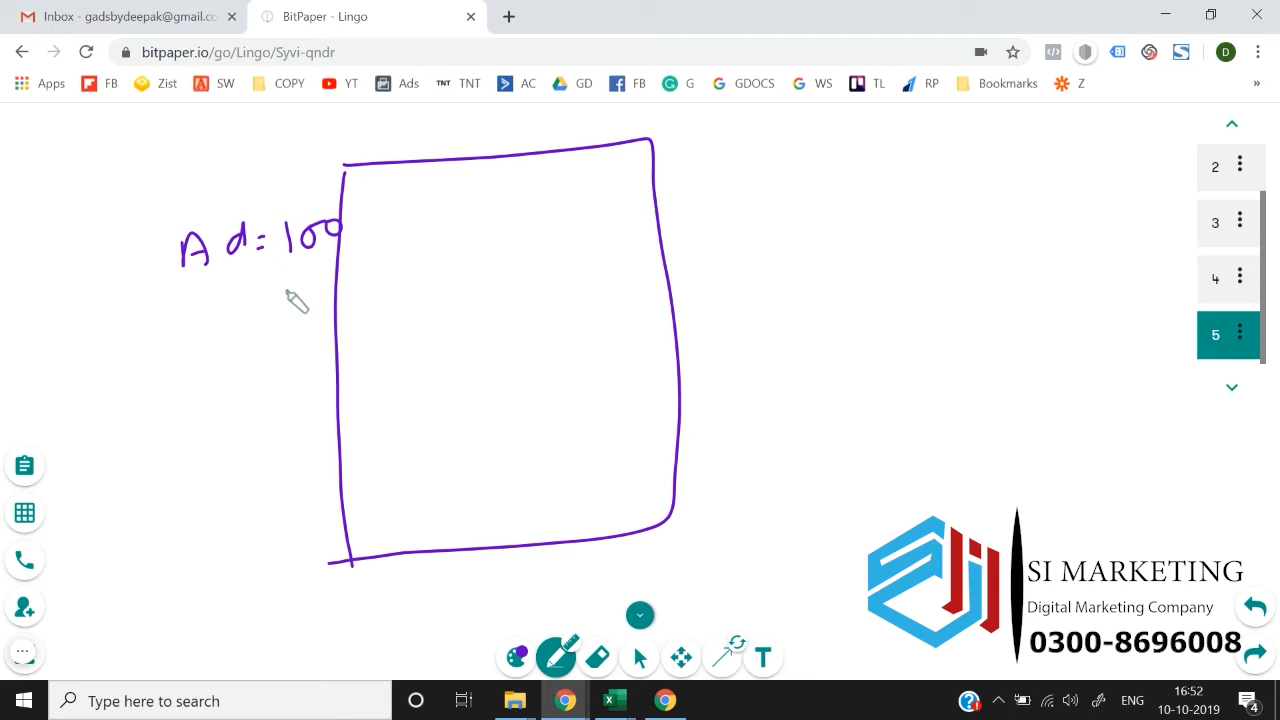 Inbox - gadsbydeepak@gmail.co
BitPaper - Lingo
bitpaper.io/go/Lingo/Syvi-qndr
D
Apps
FB
Zist
SW
COPY
YT
Ads
TNT TNT
AC
GD
FB
G
GDOCS
WS
TL
RP
Bookmarks
Z
»
2
3
4
5
Ad=100
SI MARKETING
Digital Marketing Company
0300-8696008
T
Type here to search
ENG
16:52
10-10-2019
4